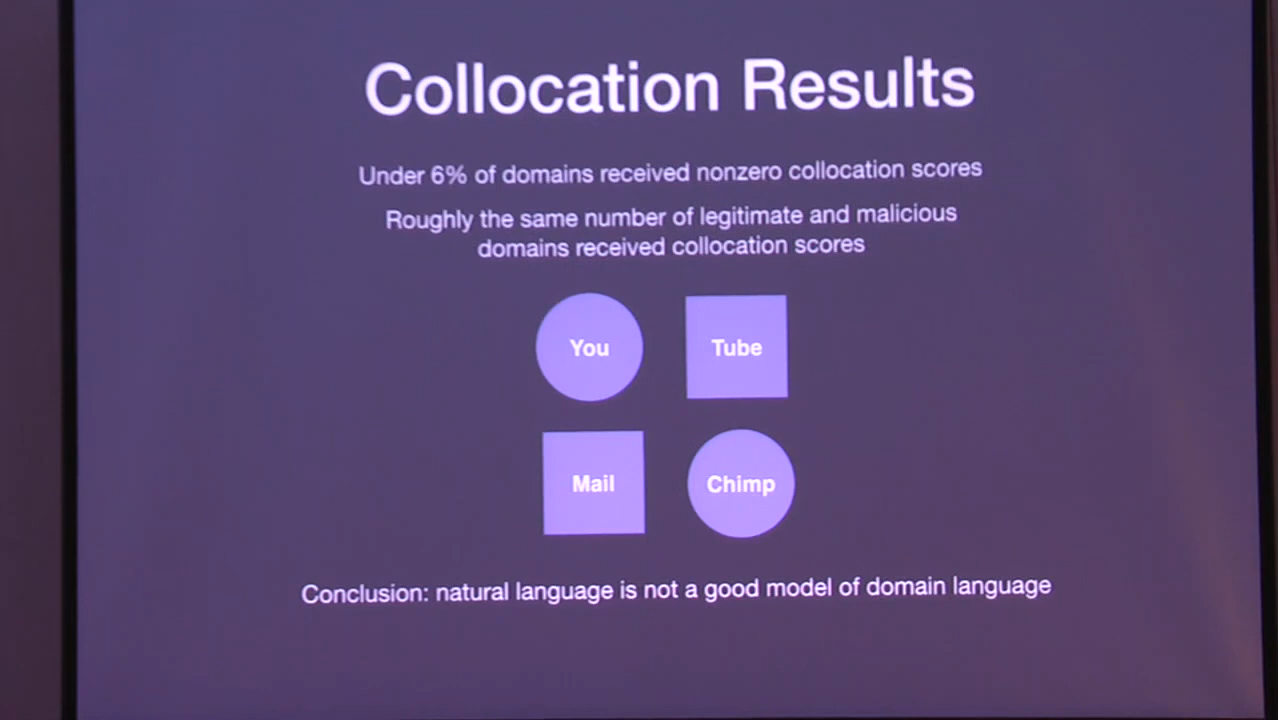 Collocation Results
Under 6% of domains received nonzero collocation scores
Roughly the same number of legitimate and malicious
domains received collocation scores
You
Tube
Mail
Chimp
Conclusion: natural language is not a good model of domain language